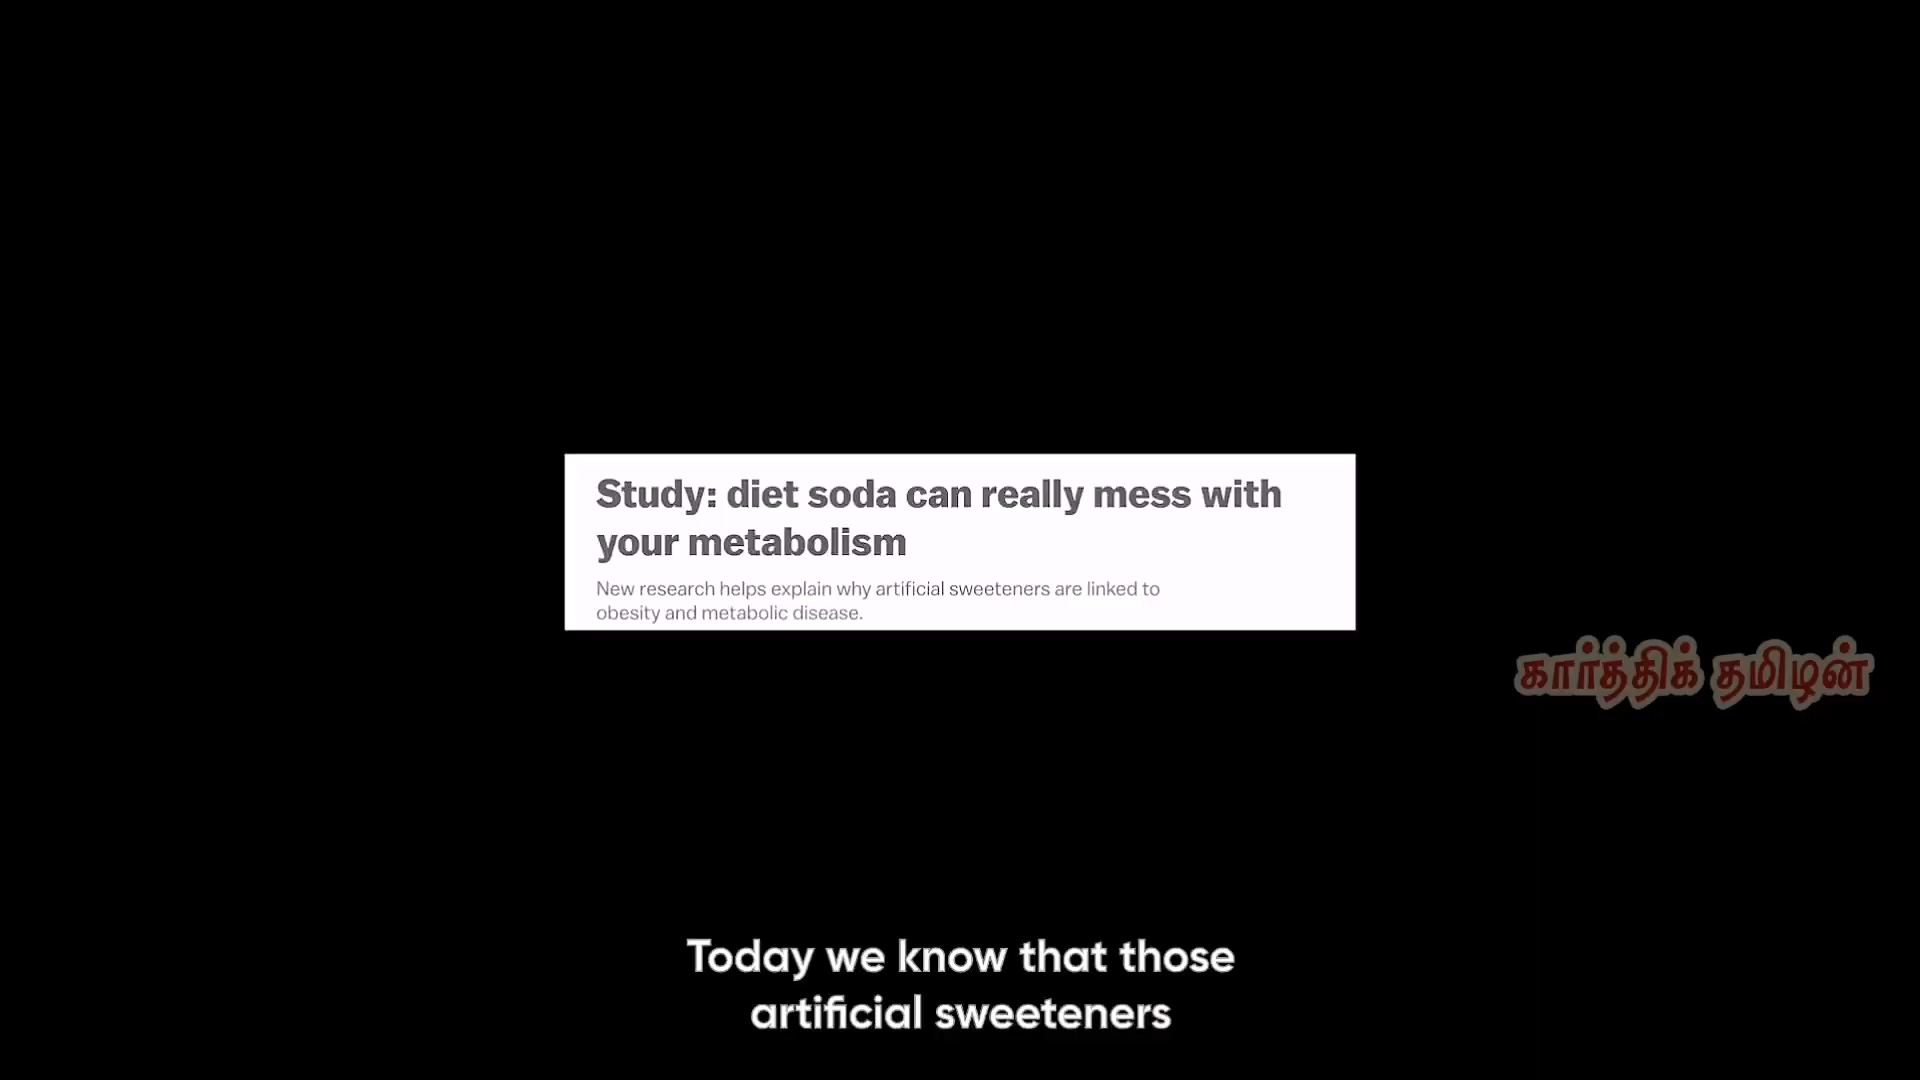 Study: diet soda can really mess with
your metabolism
New research helps explain why artificial sweeteners are linked to
obesity and metabolic disease.
கார்த்திக் தமிழன்
Today we know that those
artificial sweeteners